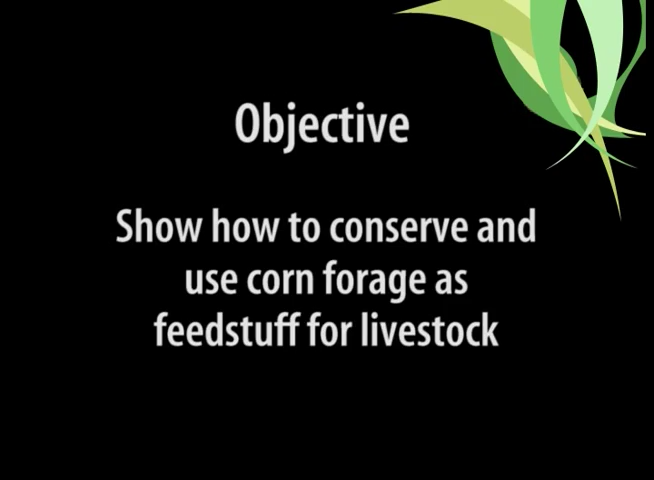 Objective
Show how to conserve and
use corn forage as
feedstuff for livestock